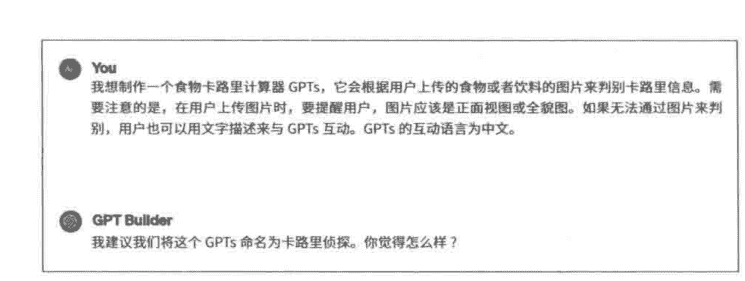 You
我想制作一个食物卡路里计算器 GPTs，它会根据用户上传的食物或者饮料的图片来判别卡路里信息。需
要注意的是，在用户上传图片时，要提醒用户，图片应该是正面视图或全貌图。如果无法通过图片来判
别，用户也可以用文字描述来与 GPTs 互动。GPTs 的互动语言为中文。
GPT Builder
我建议我们将这个 GPTs 命名为卡路里侦探。你觉得怎么样？